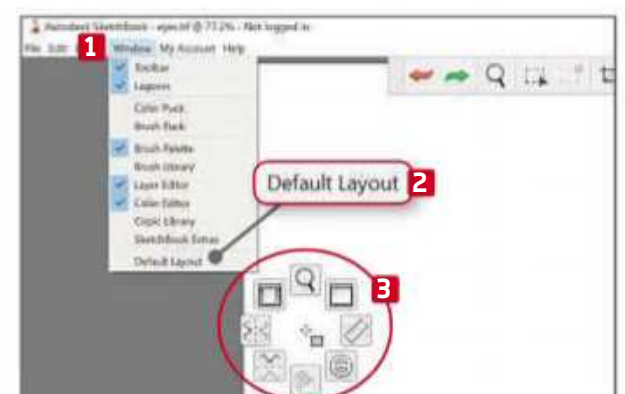 Autodesk SketchBook - eyes.tif @ 77.2% - Not logged in
File Edit 1 Window My Account Help
Toolbar
Lagoon
Color Puck
Brush Puck
Brush Palette
Brush Library
Layer Editor
Color Editor
Copic Library
SketchBook Extras
Default Layout
Default Layout 2
3